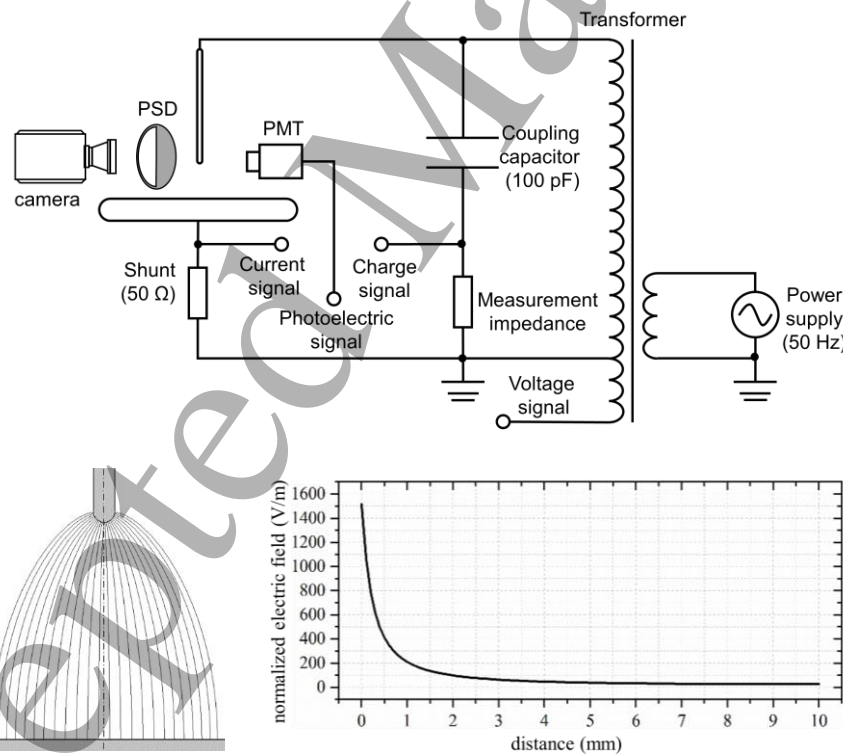 Transformer
PSD
PMT
Coupling
capacitor
(100 pF)
camera
Shunt
(50 Ω)
Current
signal
Charge
signal
Photoelectric
signal
Measurement
impedance
Power
supply
(50 Hz)
Voltage
signal
epted Ma
normalized electric field (V/m)
1600
1400
1200
1000
800
600
400
200
0
0 1 2 3 4 5 6 7 8 9 10
distance (mm)